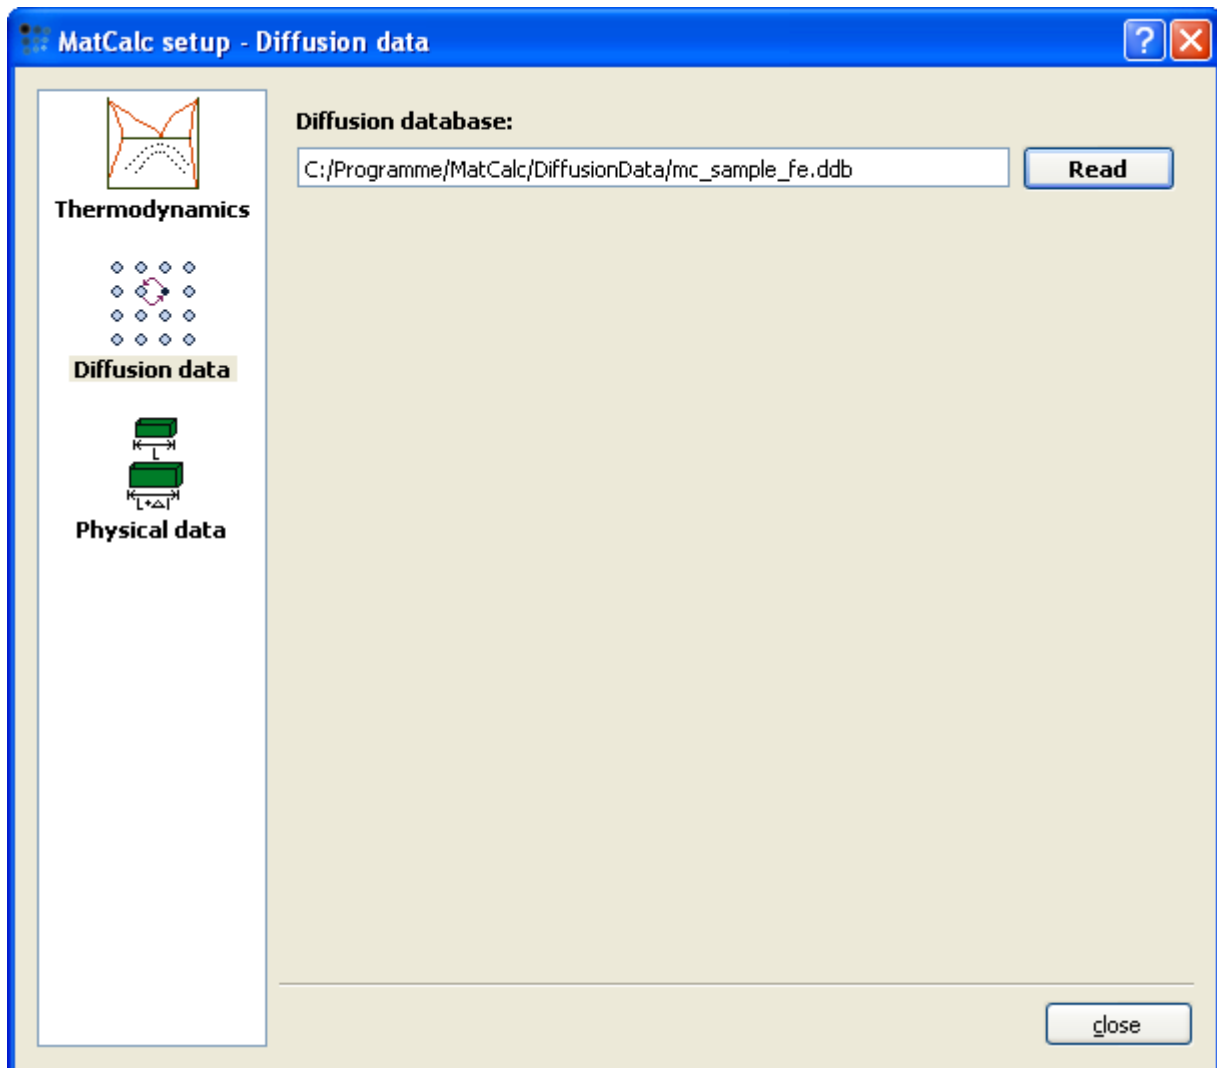 MatCalc setup - Diffusion data
Thermodynamics
Diffusion data
L
L+△l
Physical data
Diffusion database:
C:/Programme/MatCalc/DiffusionData/mc_sample_fe.ddb
Read
close